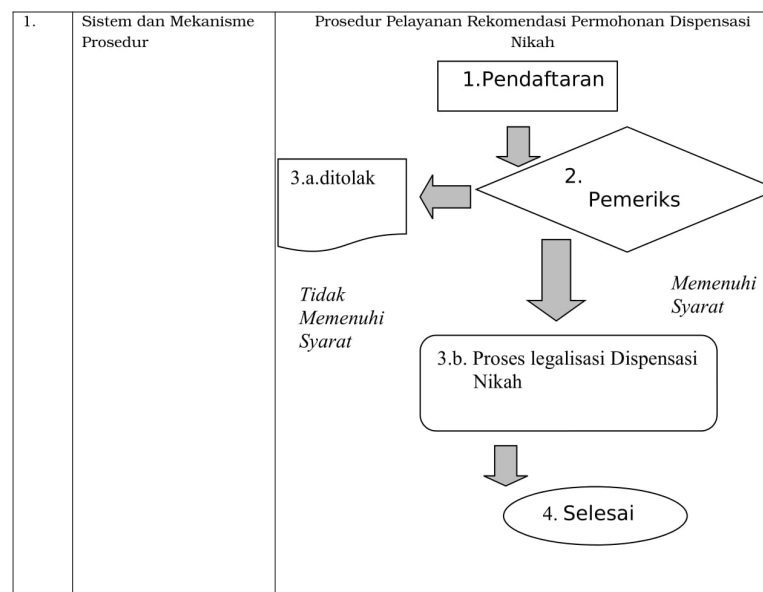 1.
Sistem dan Mekanisme
Prosedur
Prosedur Pelayanan Rekomendasi Permohonan Dispensasi
Nikah
1.Pendaftaran
2.
Pemeriks
3.a.ditolak
Tidak
Memenuhi
Syarat
Memenuhi
Syarat
3.b. Proses legalisasi Dispensasi
Nikah
4. Selesai